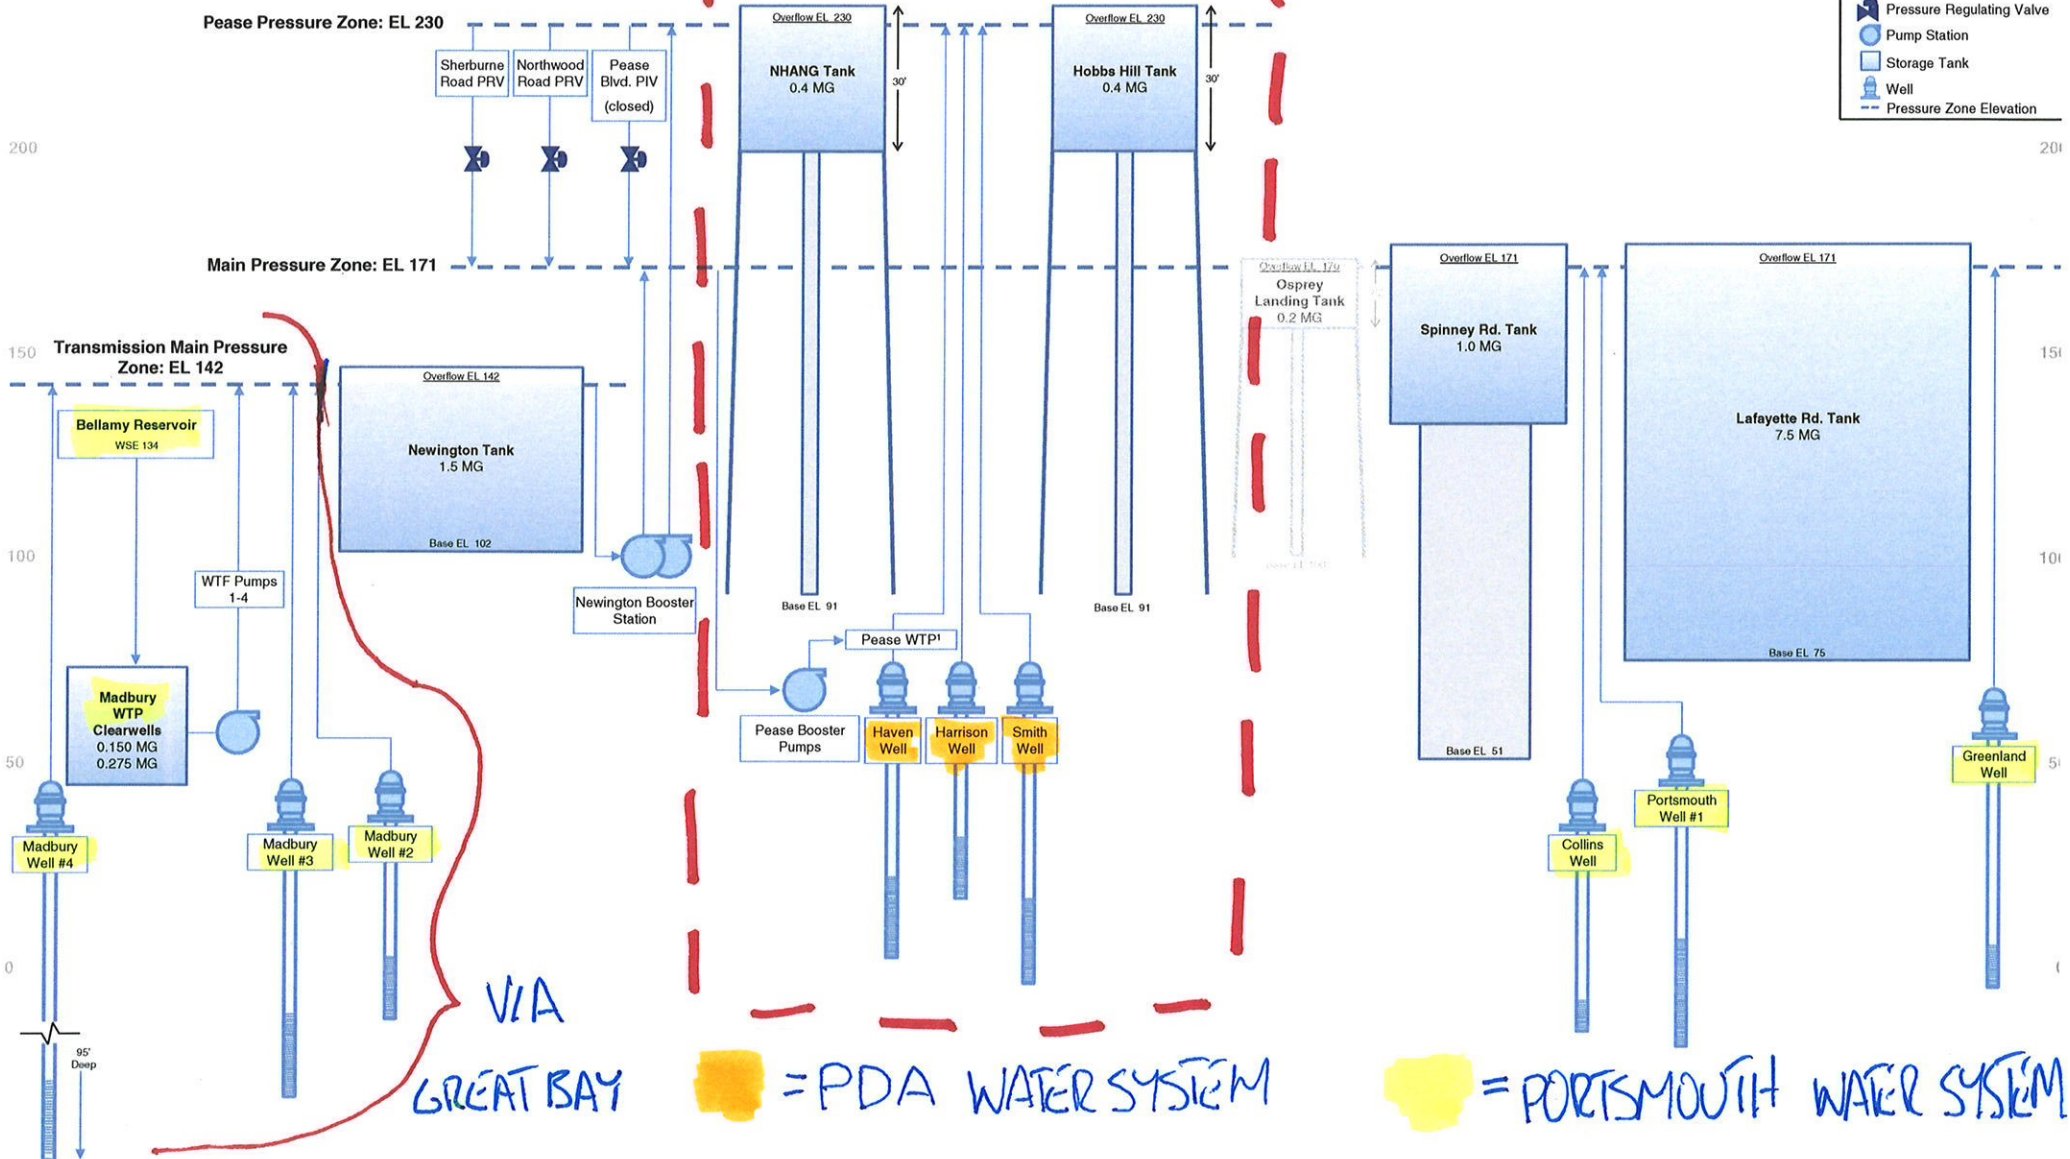 Pease Pressure Zone: EL 230
Sherburne
Road PRV
Northwood
Road PRV
Pease
Blvd. PIV
(closed)
Overflow EL 230
NHANG Tank
0.4 MG
30'
Overflow EL 230
Hobbs Hill Tank
0.4 MG
30'
Pressure Regulating Valve
Pump Station
Storage Tank
Well
Pressure Zone Elevation
200
Main Pressure Zone: EL 171
Osprey
Landing Tank
0.2 MG
Overflow EL 171
Spinney Rd. Tank
1.0 MG
Overflow EL 171
Lafayette Rd. Tank
7.5 MG
150
Transmission Main Pressure
Zone: EL 142
Bellamy Reservoir
WSE 134
Overflow EL 142
Newington Tank
1.5 MG
Base EL 102
100
WTF Pumps
1-4
Newington Booster
Station
Base EL 91
Base EL 91
Pease WTP¹
Base EL 75
Madbury
WTP
Clearwells
0.150 MG
0.275 MG
Pease Booster
Pumps
Haven
Well
Harrison
Well
Smith
Well
Base EL 51
Greenland
Well
50
Portsmouth
Well #1
Madbury
Well #4
Madbury
Well #3
Madbury
Well #2
Collins
Well
0
95'
Deep
VIA
GREAT BAY
= PDA WATER SYSTEM
= PORTSMOUTH WATER SYSTEM